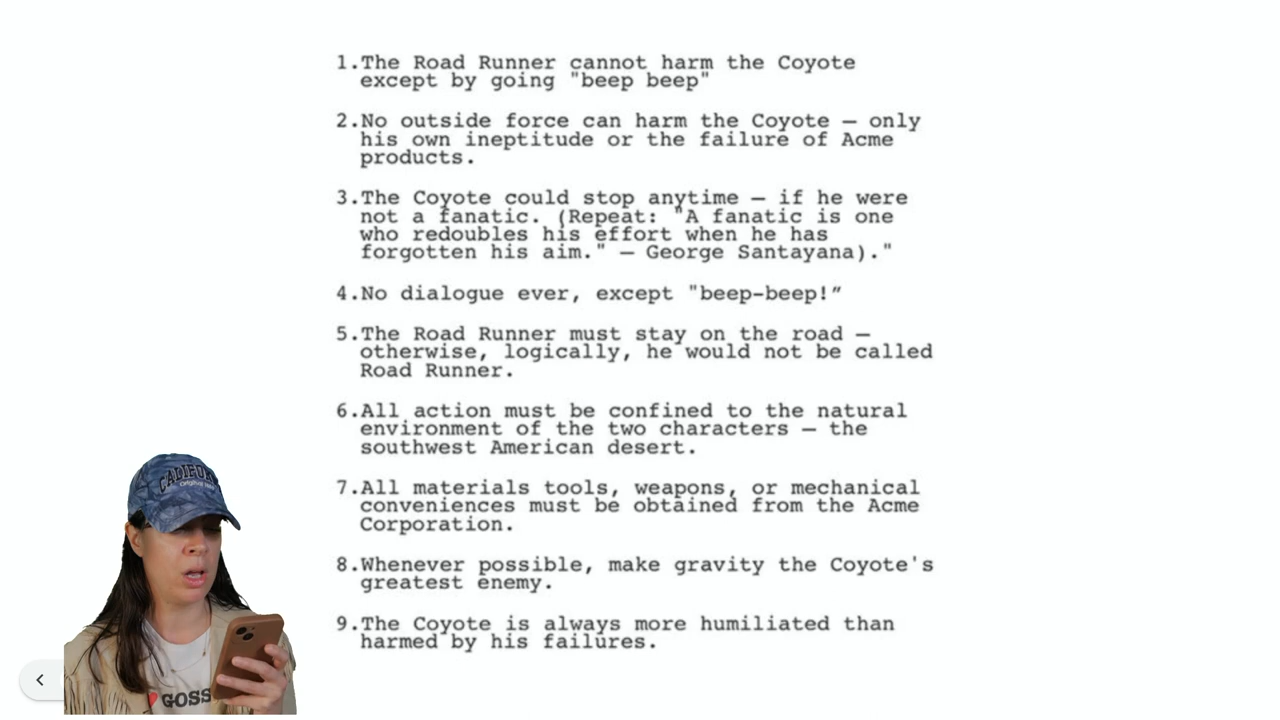 1.The Road Runner cannot harm the Coyote
except by going "beep beep"
2.No outside force can harm the Coyote — only
his own ineptitude or the failure of Acme
products.
3.The Coyote could stop anytime — if he were
not a fanatic. (Repeat: "A fanatic is one
who redoubles his effort when he has
forgotten his aim." — George Santayana)."
4.No dialogue ever, except "beep-beep!”
5.The Road Runner must stay on the road —
otherwise, logically, he would not be called
Road Runner.
6.All action must be confined to the natural
environment of the two characters — the
southwest American desert.
7.All materials tools, weapons, or mechanical
conveniences must be obtained from the Acme
Corporation.
8.Whenever possible, make gravity the Coyote's
greatest enemy.
9.The Coyote is always more humiliated than
harmed by his failures.
GOSS